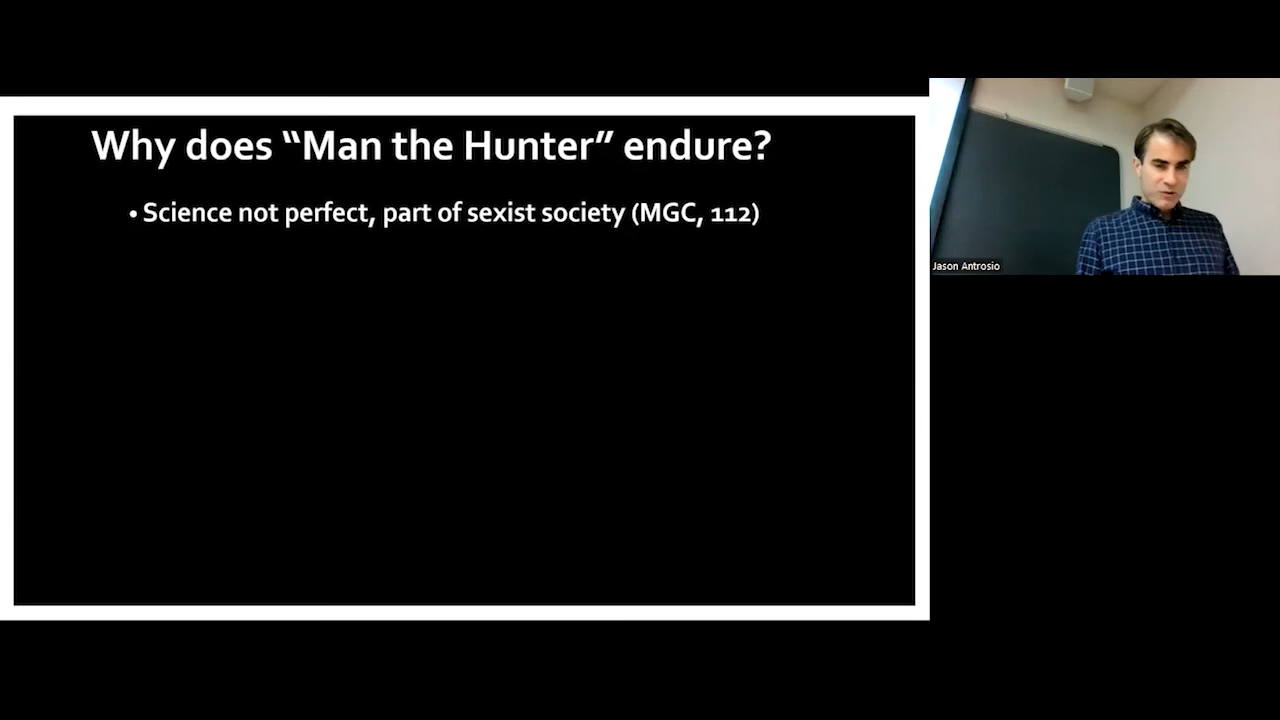 Why does “Man the Hunter” endure?
• Science not perfect, part of sexist society (MGC, 112)
Jason Antrosio